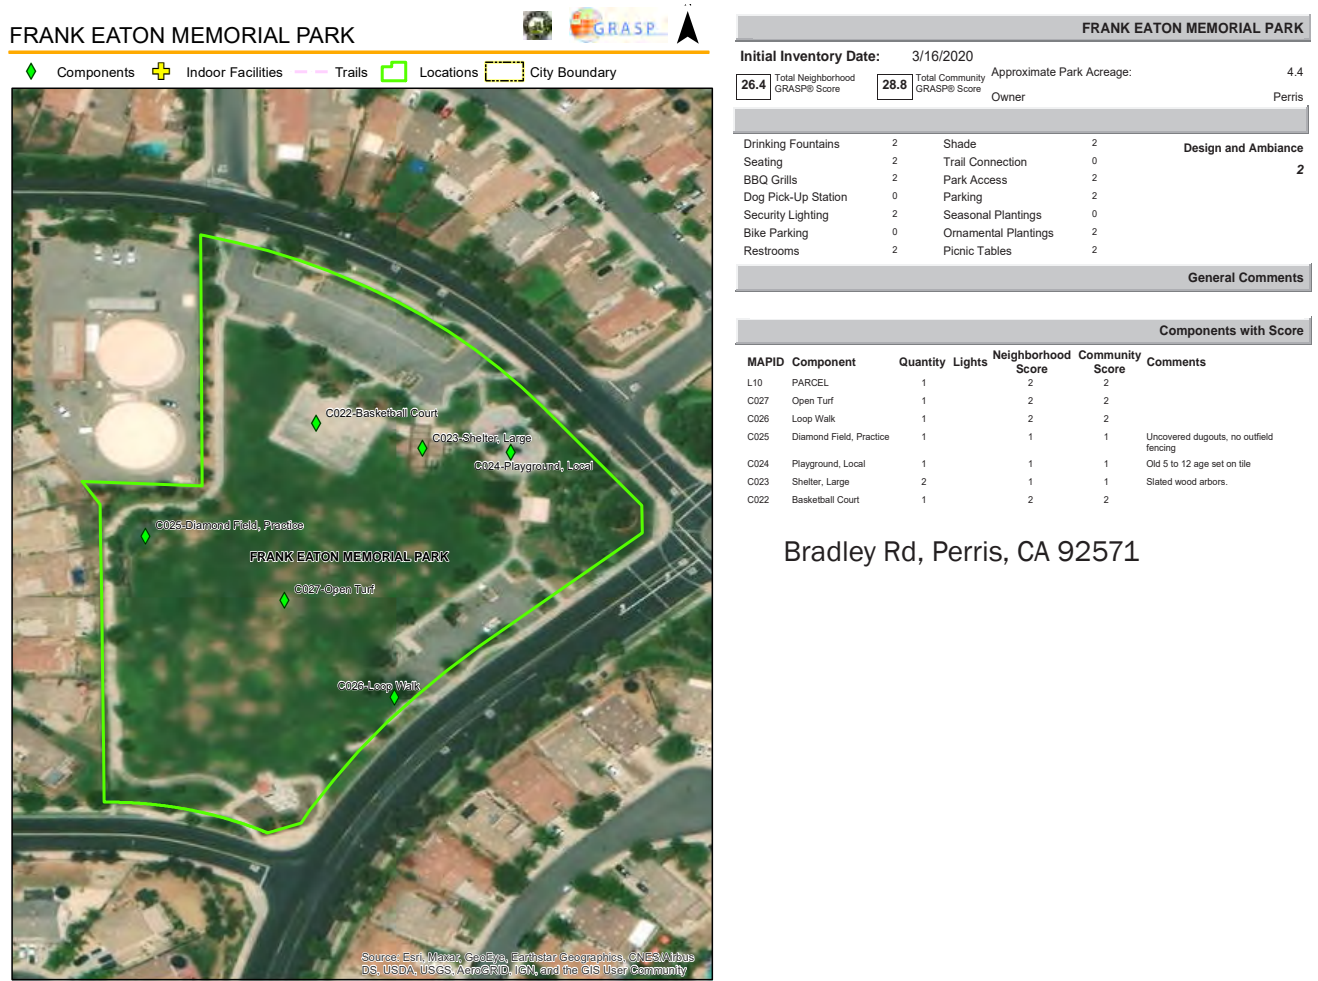 FRANK EATON MEMORIAL PARK
GRASP
Components Indoor Facilities Trails Locations City Boundary
C022-Basketball Court
C023-Shelter, Large
C024-Playground, Local
C025-Diamond Field, Practice
FRANK EATON MEMORIAL PARK
C027-Open Turf
C026-Loop Walk
Source: Esri, Maxar, GeoEye, Earthstar Geographics, CNES/Airbus
DS, USDA, USGS, AeroGRID, IGN, and the GIS User Community
FRANK EATON MEMORIAL PARK
Initial Inventory Date: 3/16/2020
26.4 Total Neighborhood GRASP® Score 28.8 Total Community GRASP® Score
Approximate Park Acreage: 4.4
Owner Perris
Drinking Fountains 2 Shade 2
Design and Ambiance
2
Seating 2 Trail Connection 0
BBQ Grills 2 Park Access 2
Dog Pick-Up Station 0 Parking 2
Security Lighting 2 Seasonal Plantings 0
Bike Parking 0 Ornamental Plantings 2
Restrooms 2 Picnic Tables 2
General Comments
Components with Score
MAPID Component Quantity Lights Neighborhood Score Community Score Comments
L10 PARCEL 1 2 2
C027 Open Turf 1 2 2
C026 Loop Walk 1 2 2
C025 Diamond Field, Practice 1 1 1 Uncovered dugouts, no outfield
fencing
C024 Playground, Local 1 1 1 Old 5 to 12 age set on tile
C023 Shelter, Large 2 1 1 Slated wood arbors.
C022 Basketball Court 1 2 2
Bradley Rd, Perris, CA 92571